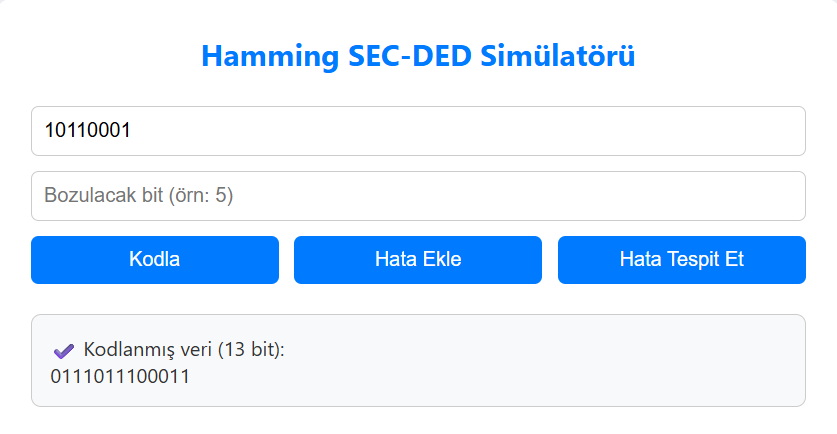 Hamming SEC-DED Simülatörü
10110001
Bozulacak bit (örn: 5)
Kodla
Hata Ekle
Hata Tespit Et
✔ Kodlanmış veri (13 bit):
0111011100011